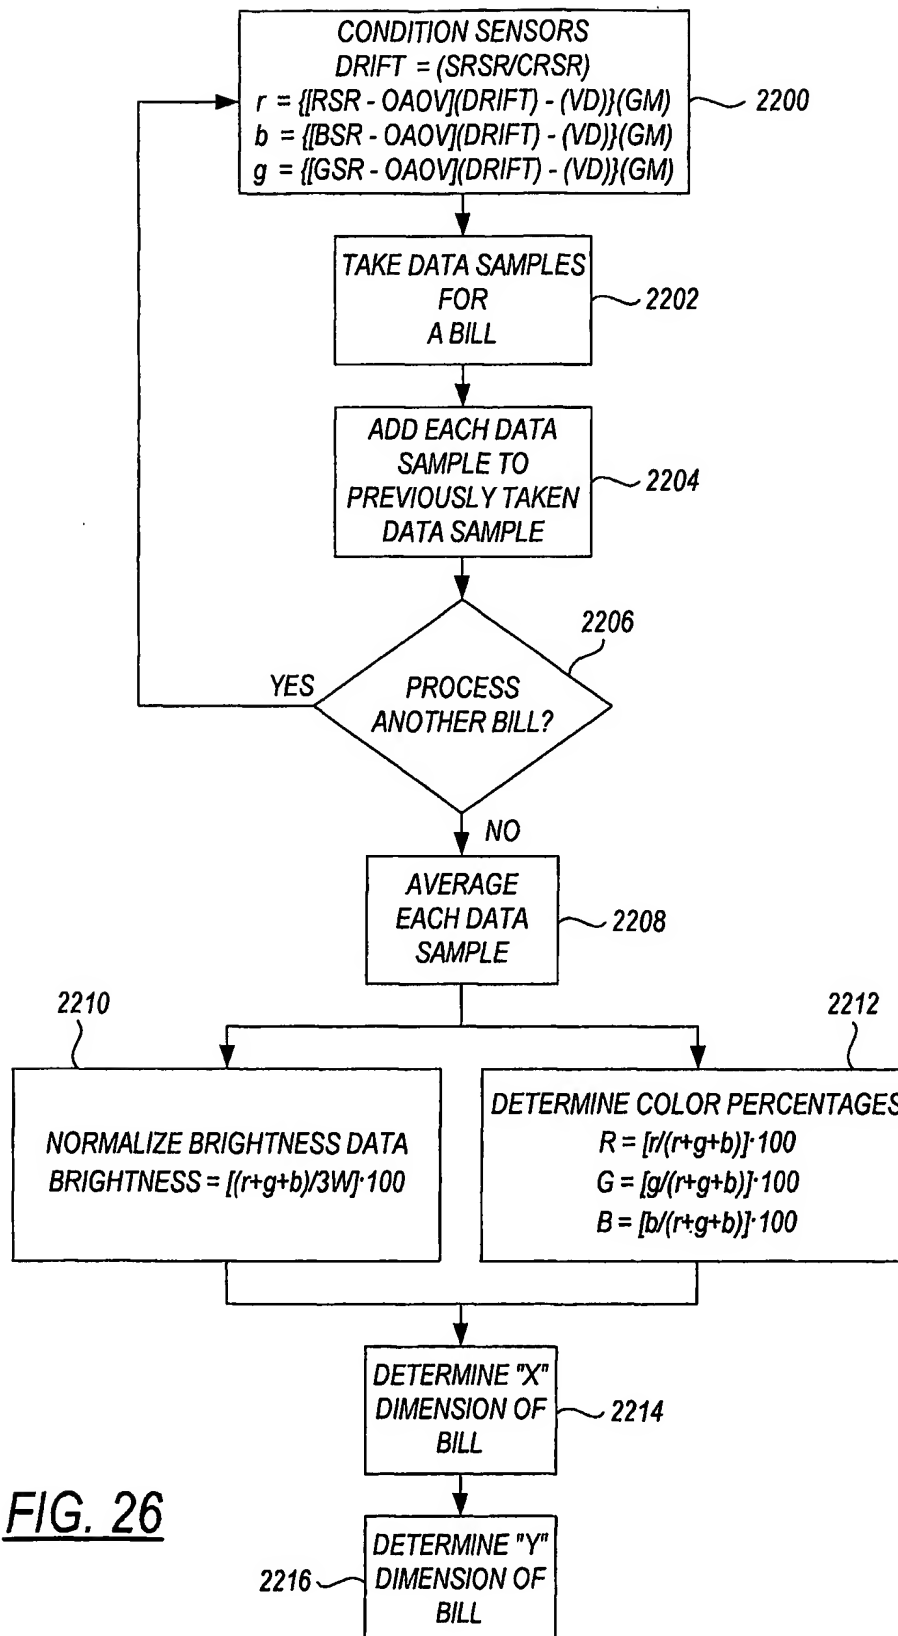 CONDITION SENSORS
DRIFT = (SRSR/CRSR)
r = {[RSR - OAOV](DRIFT) - (VD)}(GM)
b = {[BSR - OAOV](DRIFT) - (VD)}(GM)
g = {[GSR - OAOV](DRIFT) - (VD)}(GM)
2200
TAKE DATA SAMPLES
FOR
A BILL
2202
ADD EACH DATA
SAMPLE TO
PREVIOUSLY TAKEN
DATA SAMPLE
2204
2206
YES
PROCESS
ANOTHER BILL?
NO
AVERAGE
EACH DATA
SAMPLE
2208
2210
NORMALIZE BRIGHTNESS DATA
BRIGHTNESS = [(r+g+b)/3W]·100
2212
DETERMINE COLOR PERCENTAGES
R = [r/(r+g+b)]·100
G = [g/(r+g+b)]·100
B = [b/(r+g+b)]·100
DETERMINE "X"
DIMENSION OF
BILL
2214
DETERMINE "Y"
DIMENSION OF
BILL
2216
FIG. 26